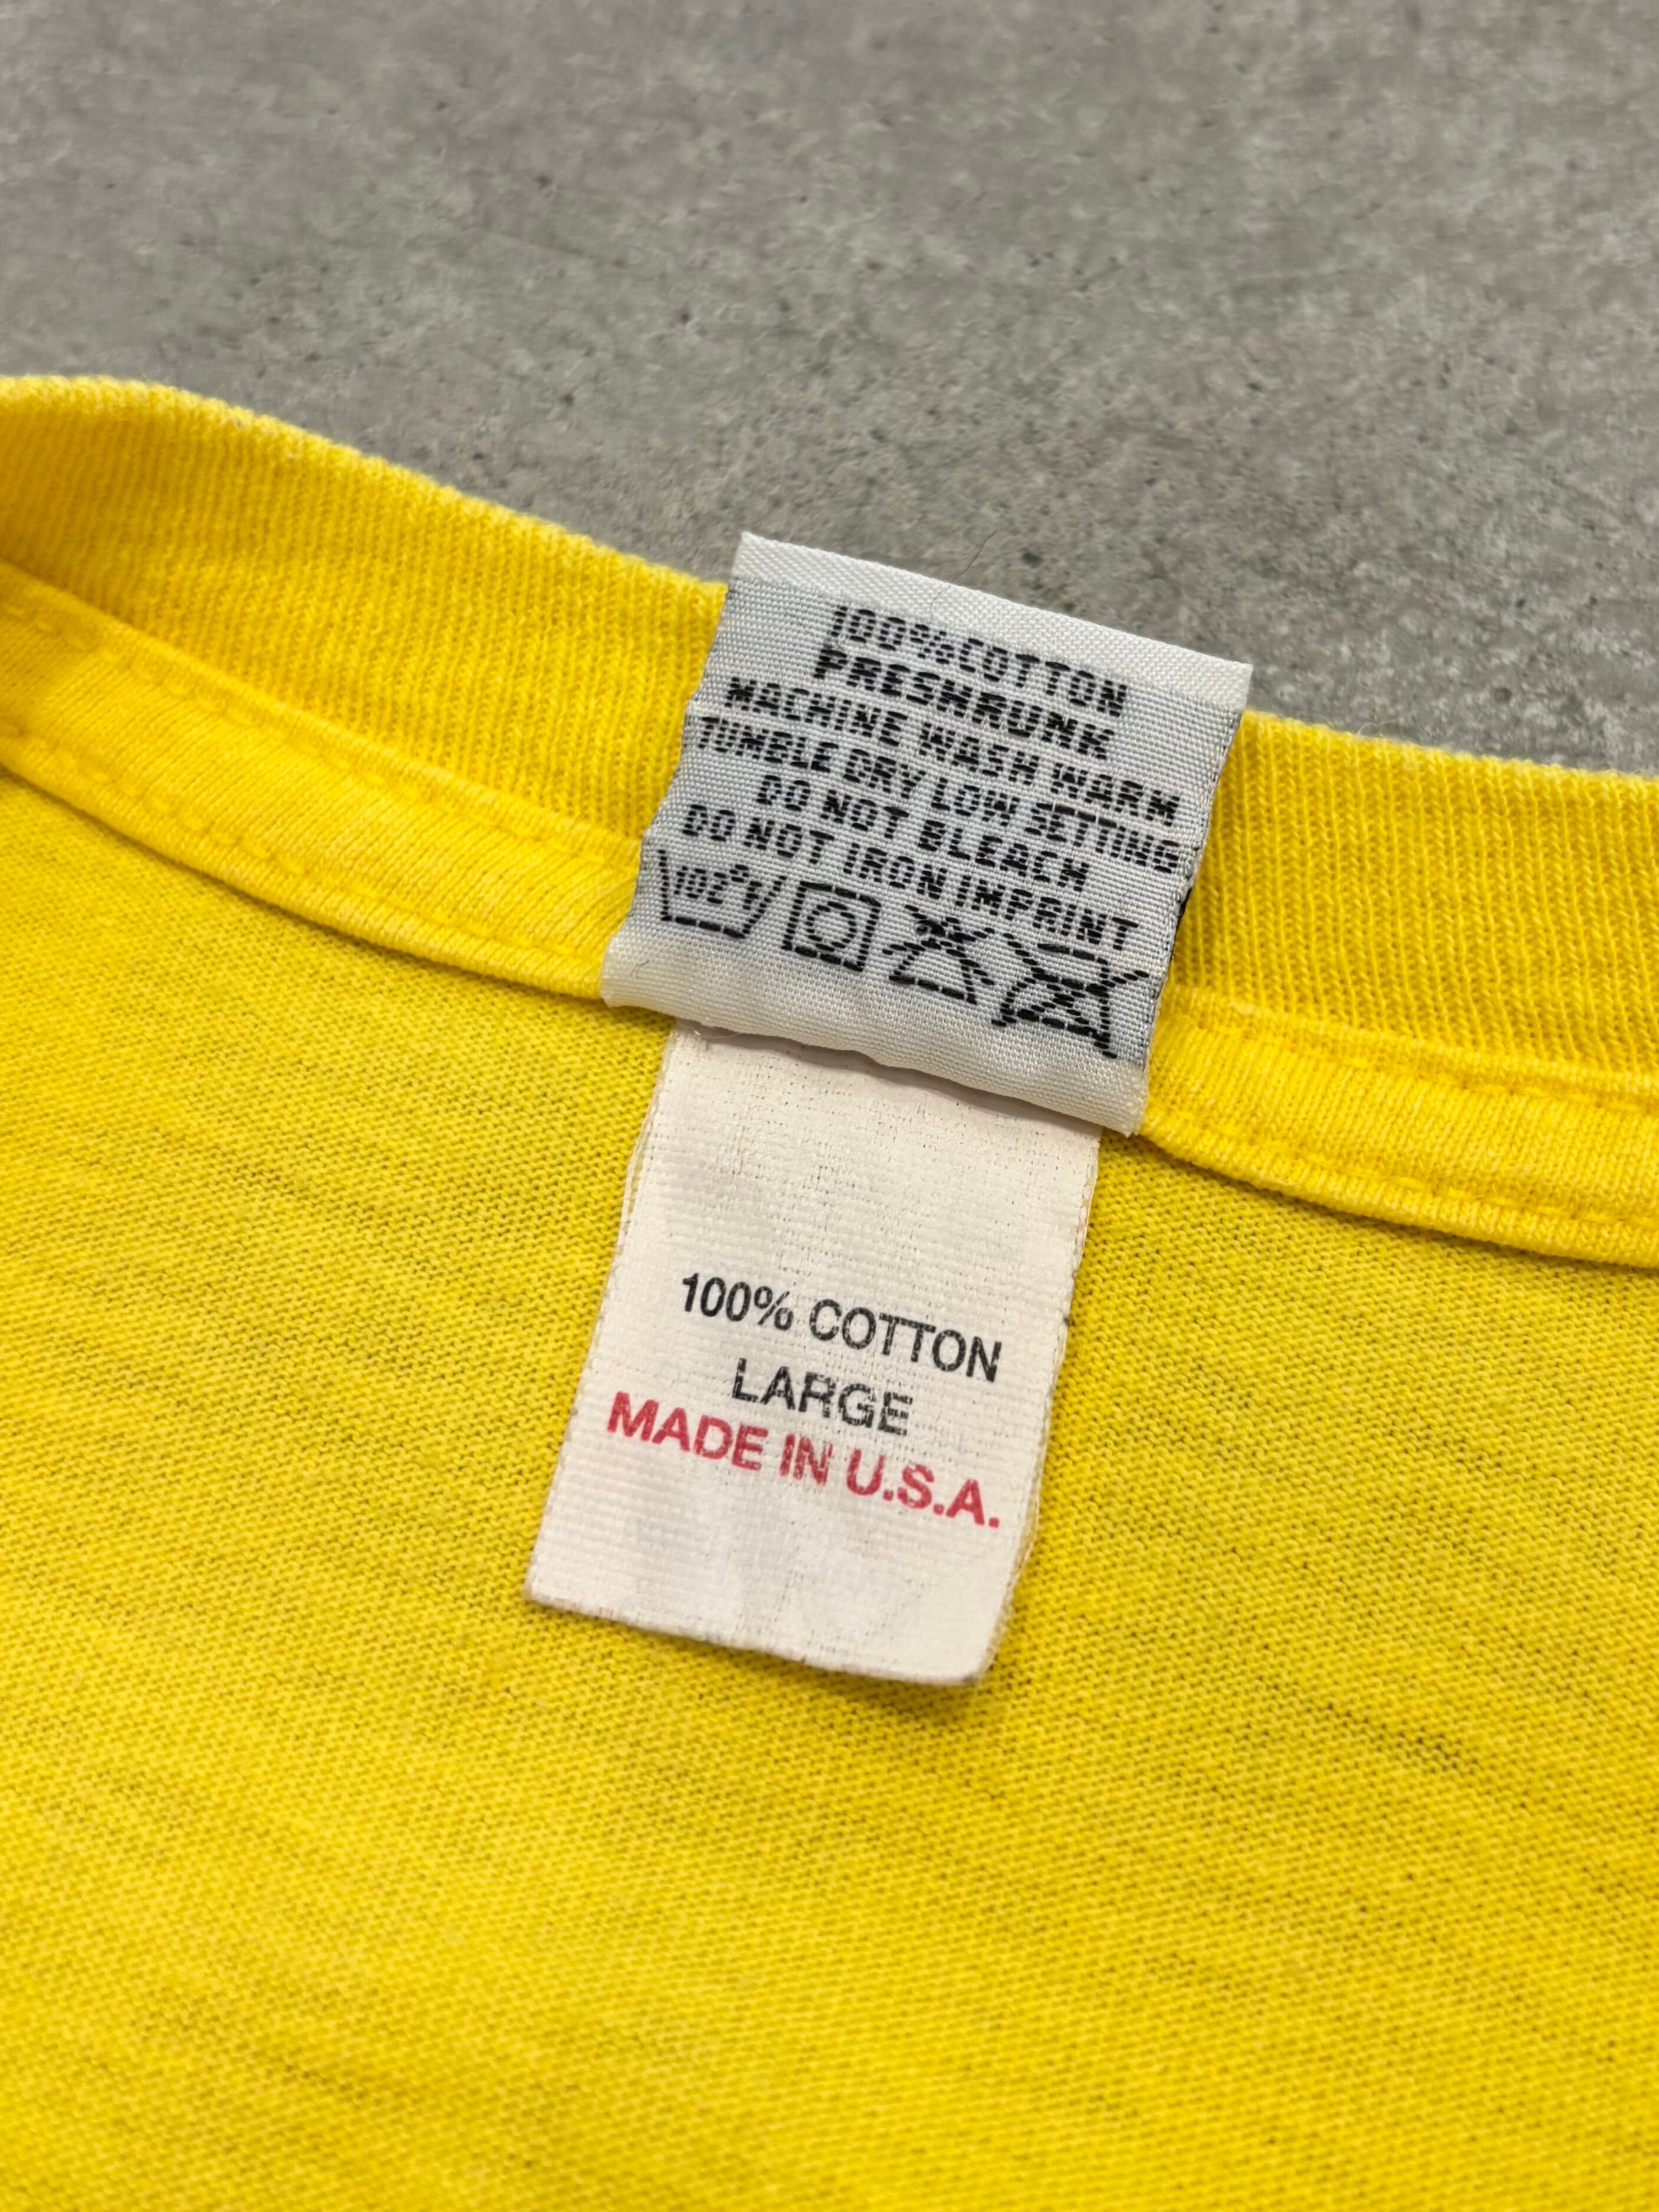 100% COTTON
PRESHRUNK
MACHINE WASH WARM
TUMBLE DRY LOW SETTING
DO NOT BLEACH
DO NOT IRON IMPRINT
102°F
100% COTTON
LARGE
MADE IN U.S.A.